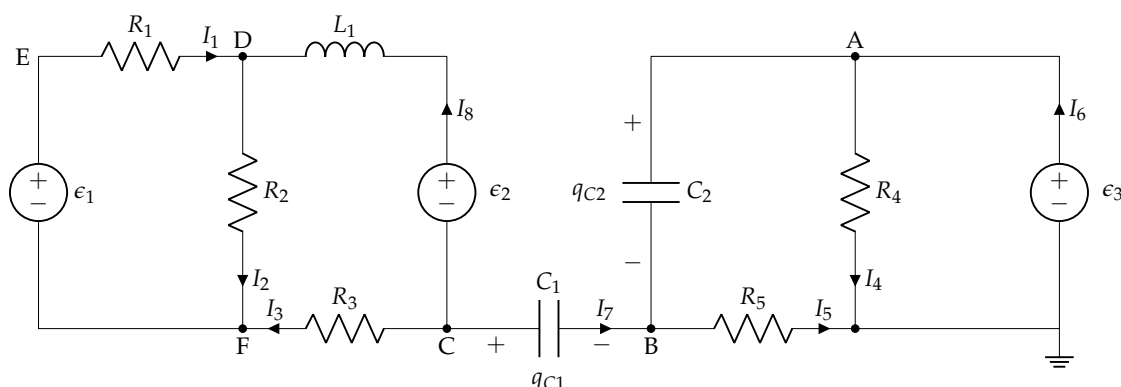 R1 I1 D L1 A
E
I8 I6
+ + + +
ϵ1 R2 ϵ2 qC2 C2 R4 ϵ3
− − −
−
I2 C1 I4
I3 R3 I7 R5 I5
F C + − B
qC1